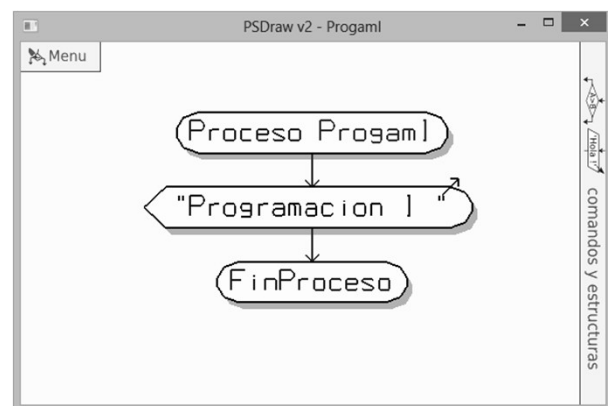 PSDraw v2 - Progaml
Menu
Proceso Progaml
"Programacion 1 "
FinProceso
A>B
"Hola !"
comandos y estructuras